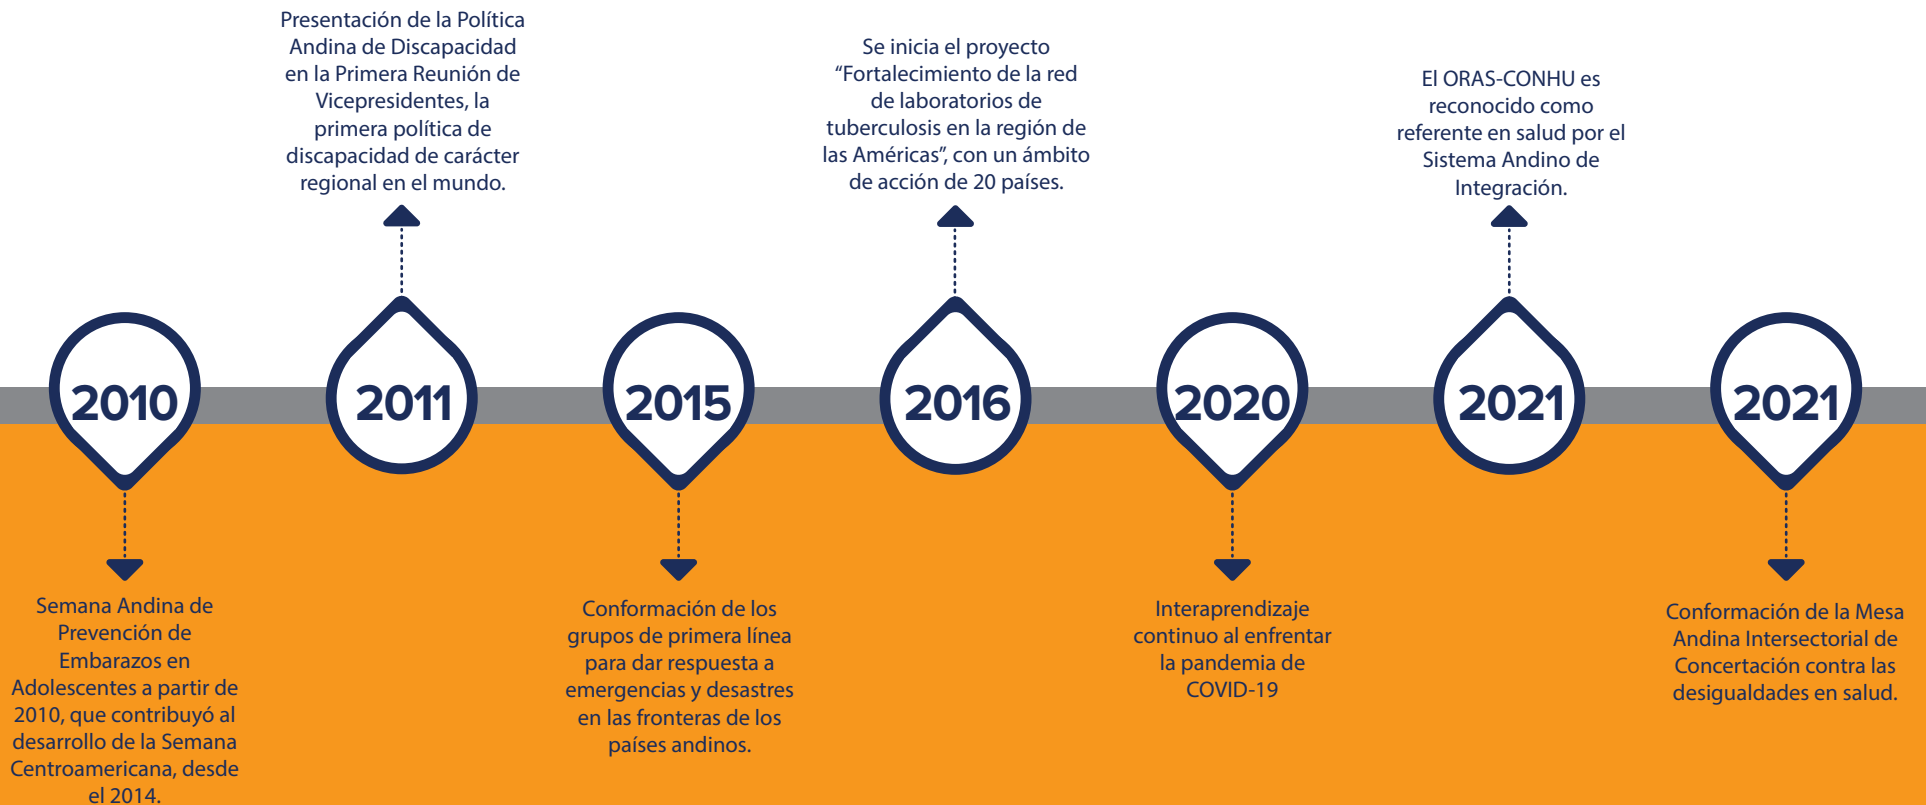 Presentación de la Política
Andina de Discapacidad
en la Primera Reunión de
Vicepresidentes, la
primera política de
discapacidad de carácter
regional en el mundo.
Se inicia el proyecto
“Fortalecimiento de la red
de laboratorios de
tuberculosis en la región de
las Américas”, con un ámbito
de acción de 20 países.
El ORAS-CONHU es
reconocido como
referente en salud por el
Sistema Andino de
Integración.
2010
2011
2015
2016
2020
2021
2021
Semana Andina de
Prevención de
Embarazos en
Adolescentes a partir de
2010, que contribuyó al
desarrollo de la Semana
Centroamericana, desde
el 2014.
Conformación de los
grupos de primera línea
para dar respuesta a
emergencias y desastres
en las fronteras de los
países andinos.
Interaprendizaje
continuo al enfrentar
la pandemia de
COVID-19
Conformación de la Mesa
Andina Intersectorial de
Concertación contra las
desigualdades en salud.